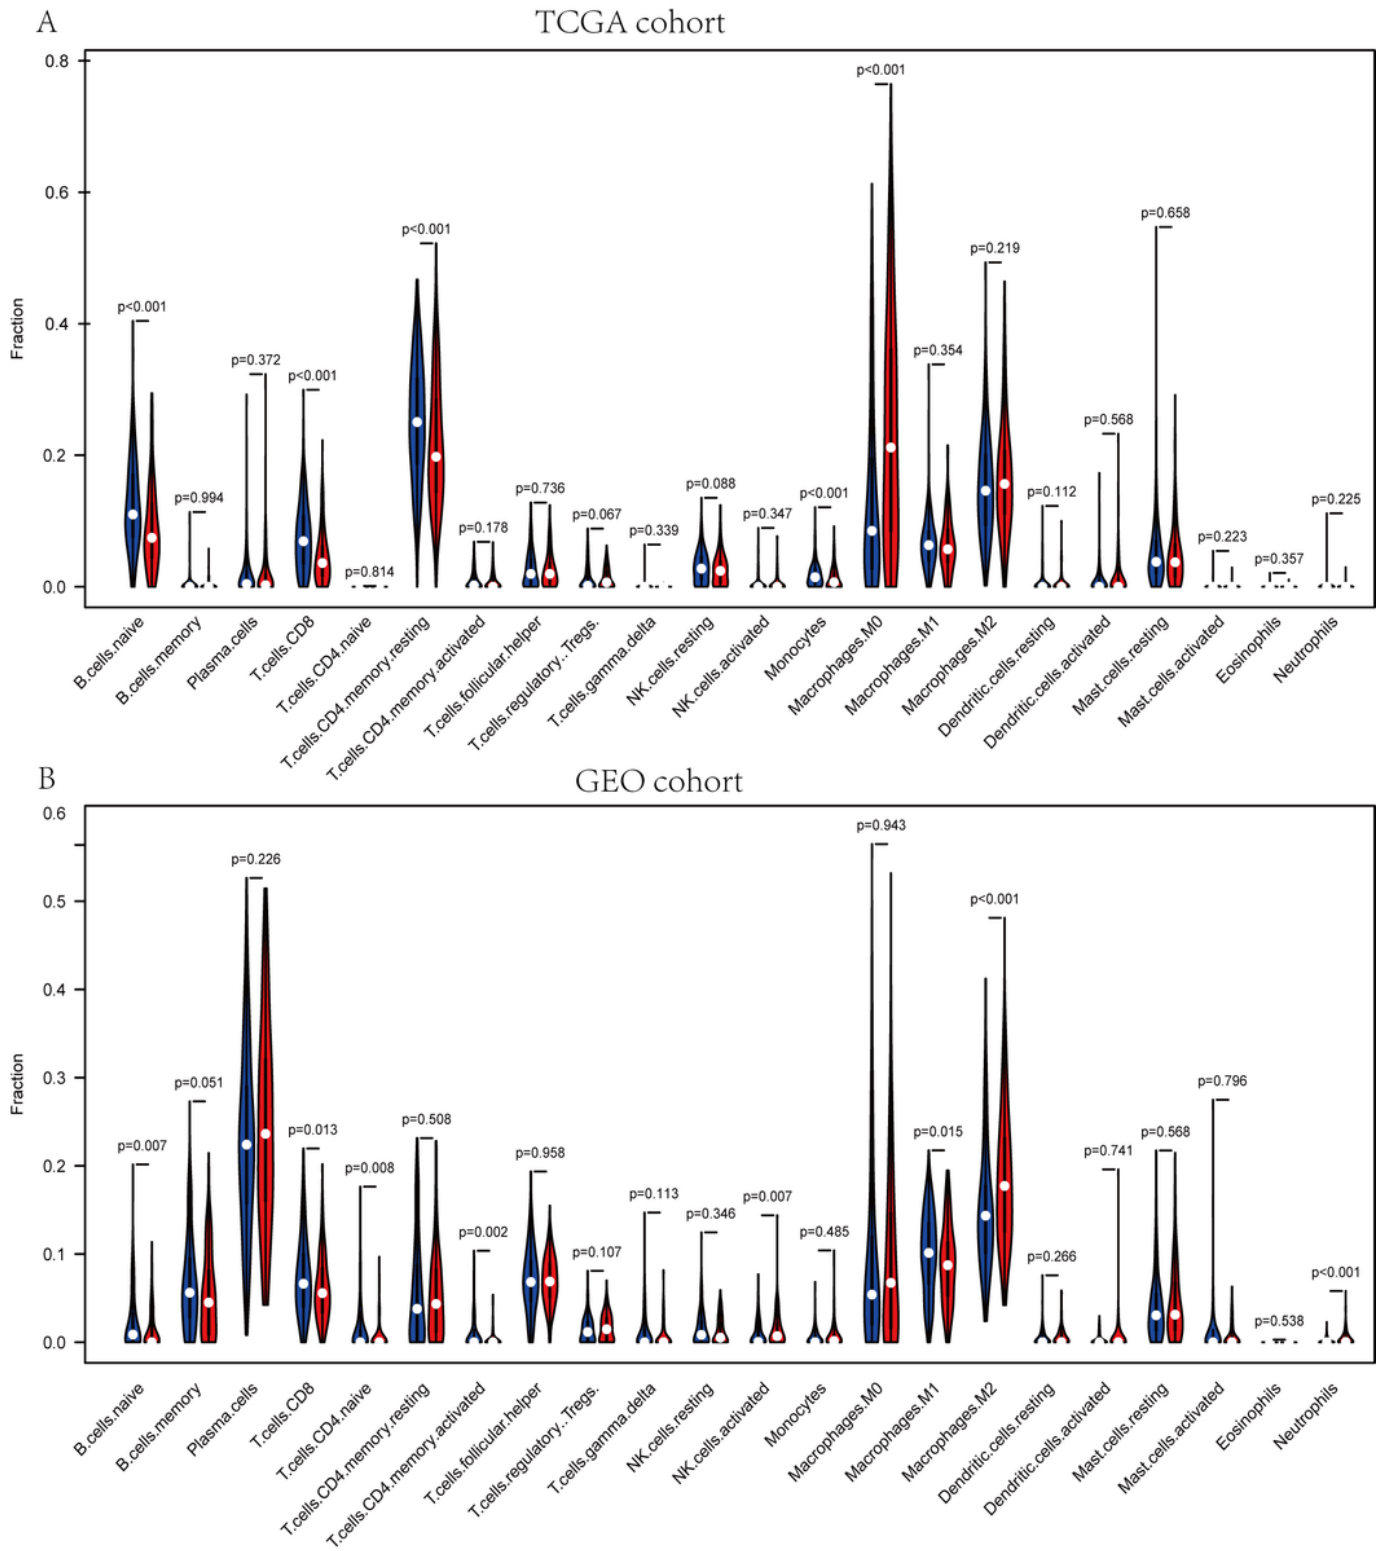 A
TCGA cohort
0.8
0.6
0.4
0.2
0.0
Fraction
p<0.001
p=0.994
p=0.372
p<0.001
p=0.814
p<0.001
p=0.178
p=0.736
p=0.067
p=0.339
p=0.088
p=0.347
p<0.001
p<0.001
p=0.354
p=0.219
p=0.112
p=0.568
p=0.658
p=0.223
p=0.357
p=0.225
B.cells.naive
B.cells.memory
Plasma.cells
T.cells.CD8
T.cells.CD4.naive
T.cells.CD4.memory.resting
T.cells.CD4.memory.activated
T.cells.follicular.helper
T.cells.regulatory..Tregs.
T.cells.gamma.delta
NK.cells.resting
NK.cells.activated
Monocytes
Macrophages.M0
Macrophages.M1
Macrophages.M2
Dendritic.cells.resting
Dendritic.cells.activated
Mast.cells.resting
Mast.cells.activated
Eosinophils
Neutrophils
B
GEO cohort
0.6
0.5
0.4
0.3
0.2
0.1
0.0
Fraction
p=0.007
p=0.051
p=0.226
p=0.013
p=0.008
p=0.508
p=0.002
p=0.958
p=0.107
p=0.113
p=0.346
p=0.007
p=0.485
p=0.943
p=0.015
p<0.001
p=0.266
p=0.741
p=0.568
p=0.796
p=0.538
p<0.001
B.cells.naive
B.cells.memory
Plasma.cells
T.cells.CD8
T.cells.CD4.naive
T.cells.CD4.memory.resting
T.cells.CD4.memory.activated
T.cells.follicular.helper
T.cells.regulatory..Tregs.
T.cells.gamma.delta
NK.cells.resting
NK.cells.activated
Monocytes
Macrophages.M0
Macrophages.M1
Macrophages.M2
Dendritic.cells.resting
Dendritic.cells.activated
Mast.cells.resting
Mast.cells.activated
Eosinophils
Neutrophils